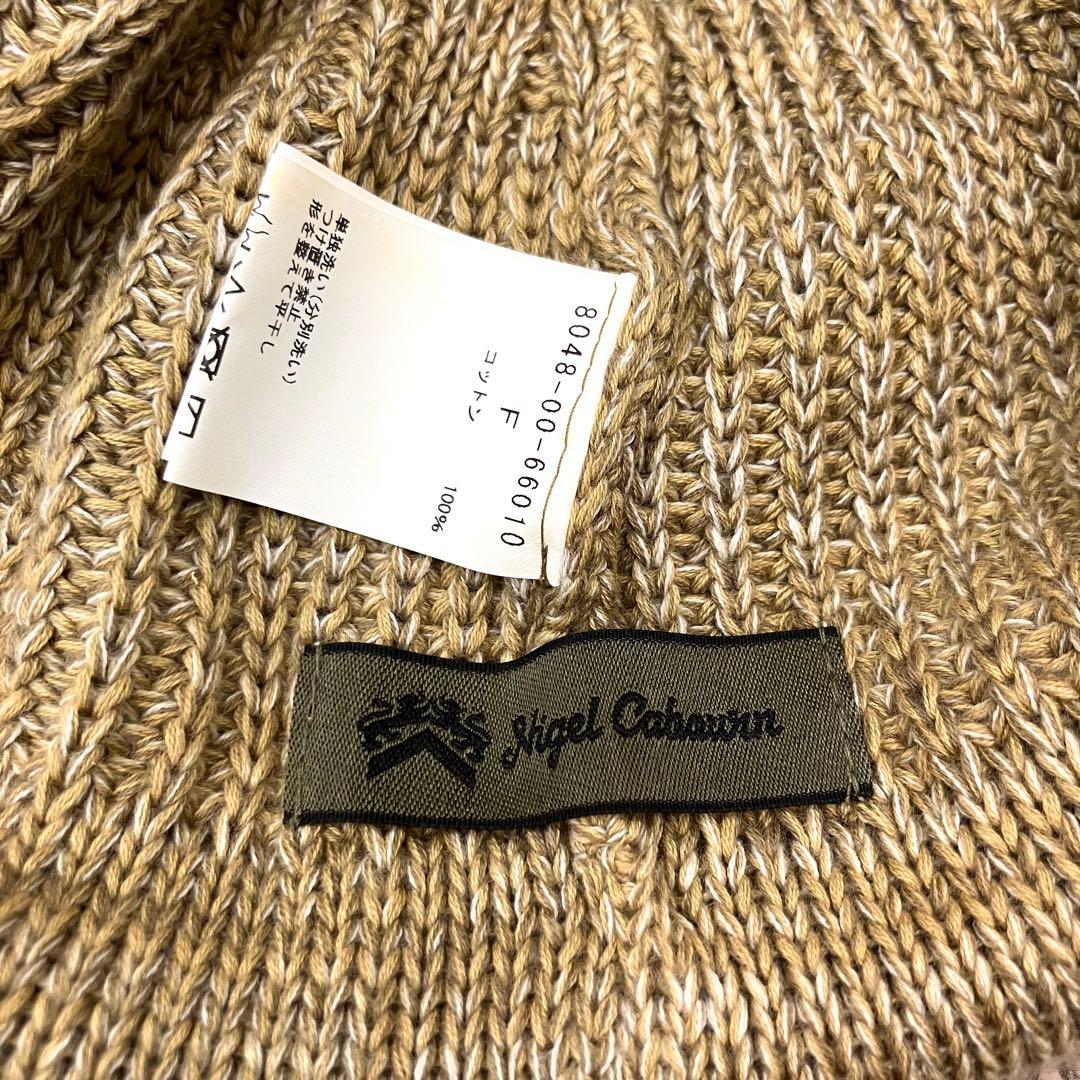 8048-00-66010
F
コットン 100%
単独洗い(分別洗い)
つけ置き禁止
形を整えて平干し
Nigel Cabourn